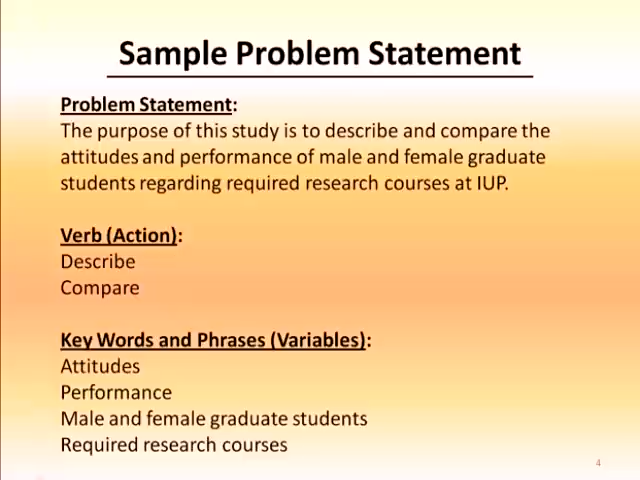 Sample Problem Statement
Problem Statement:
The purpose of this study is to describe and compare the
attitudes and performance of male and female graduate
students regarding required research courses at IUP.
Verb (Action):
Describe
Compare
Key Words and Phrases (Variables):
Attitudes
Performance
Male and female graduate students
Required research courses
4